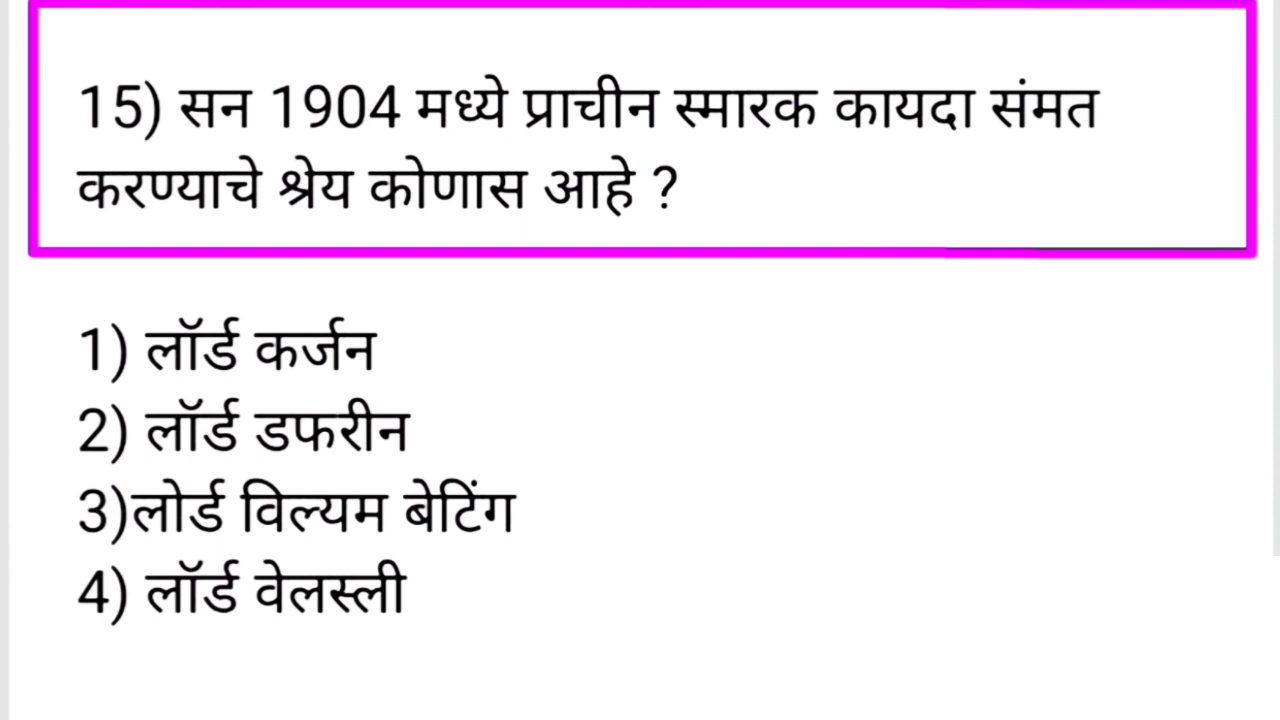 15) सन 1904 मध्ये प्राचीन स्मारक कायदा संमत
करण्याचे श्रेय कोणास आहे ?
1) लॉर्ड कर्जन
2) लॉर्ड डफरीन
3)लोर्ड विल्यम बेटिंग
4) लॉर्ड वेलस्ली